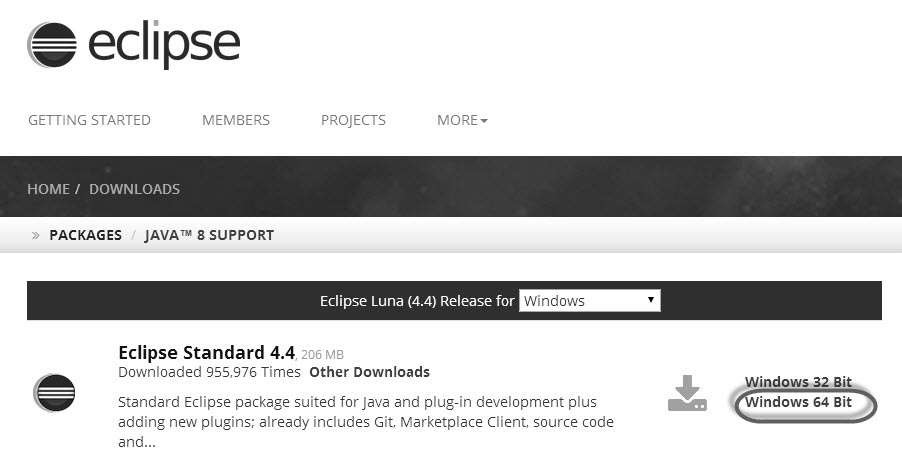 eclipse
GETTING STARTED MEMBERS PROJECTS MORE
HOME / DOWNLOADS
» PACKAGES / JAVA™ 8 SUPPORT
Eclipse Luna (4.4) Release for Windows
Eclipse Standard 4.4, 206 MB
Downloaded 955,976 Times Other Downloads
Standard Eclipse package suited for Java and plug-in development plus
adding new plugins; already includes Git, Marketplace Client, source code
and...
Windows 32 Bit
Windows 64 Bit